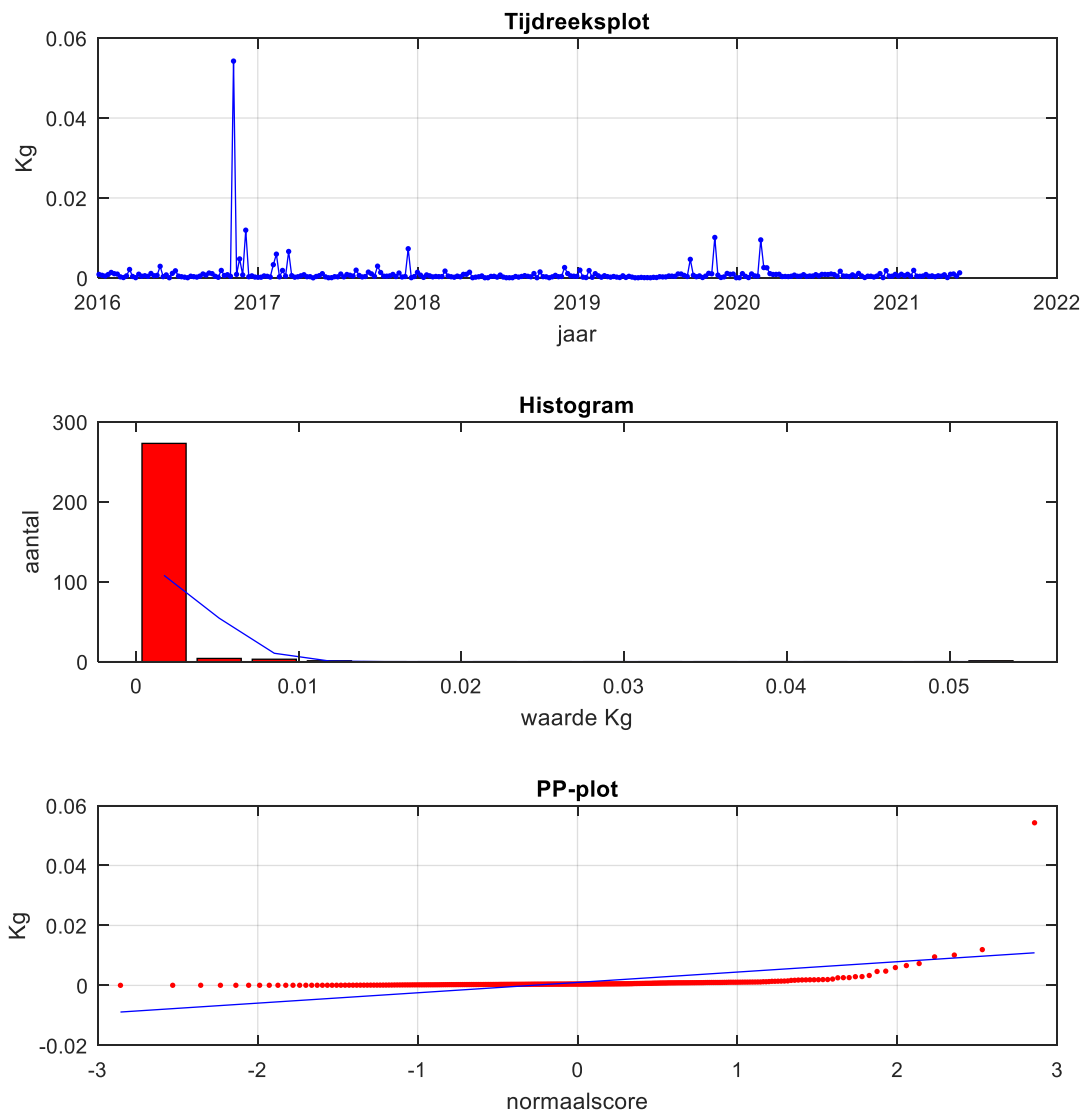 Tijdreeksplot
0.06
0.04
0.02
0
Kg
2016 2017 2018 2019 2020 2021 2022
jaar
Histogram
300
200
100
0
aantal
0 0.01 0.02 0.03 0.04 0.05
waarde Kg
PP-plot
0.06
0.04
0.02
0
-0.02
Kg
-3 -2 -1 0 1 2 3
normaalscore